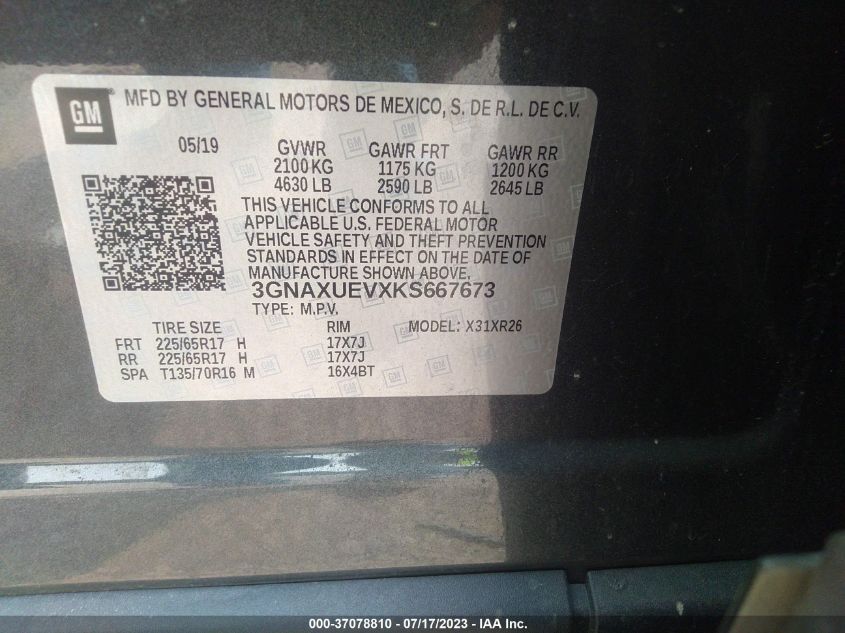 GM MFD BY GENERAL MOTORS DE MEXICO, S. DE R.L. DE C.V.
05/19 GVWR GAWR FRT GAWR RR
2100 KG 1175 KG 1200 KG
4630 LB 2590 LB 2645 LB
THIS VEHICLE CONFORMS TO ALL
APPLICABLE U.S. FEDERAL MOTOR
VEHICLE SAFETY AND THEFT PREVENTION
STANDARDS IN EFFECT ON THE DATE OF
MANUFACTURE SHOWN ABOVE.
3GNAXUEVXKS667673
TYPE: M.P.V.
TIRE SIZE RIM MODEL: X31XR26
FRT 225/65R17 H 17X7J
RR 225/65R17 H 17X7J
SPA T135/70R16 M 16X4BT
000-37078810 - 07/17/2023 - IAA Inc.